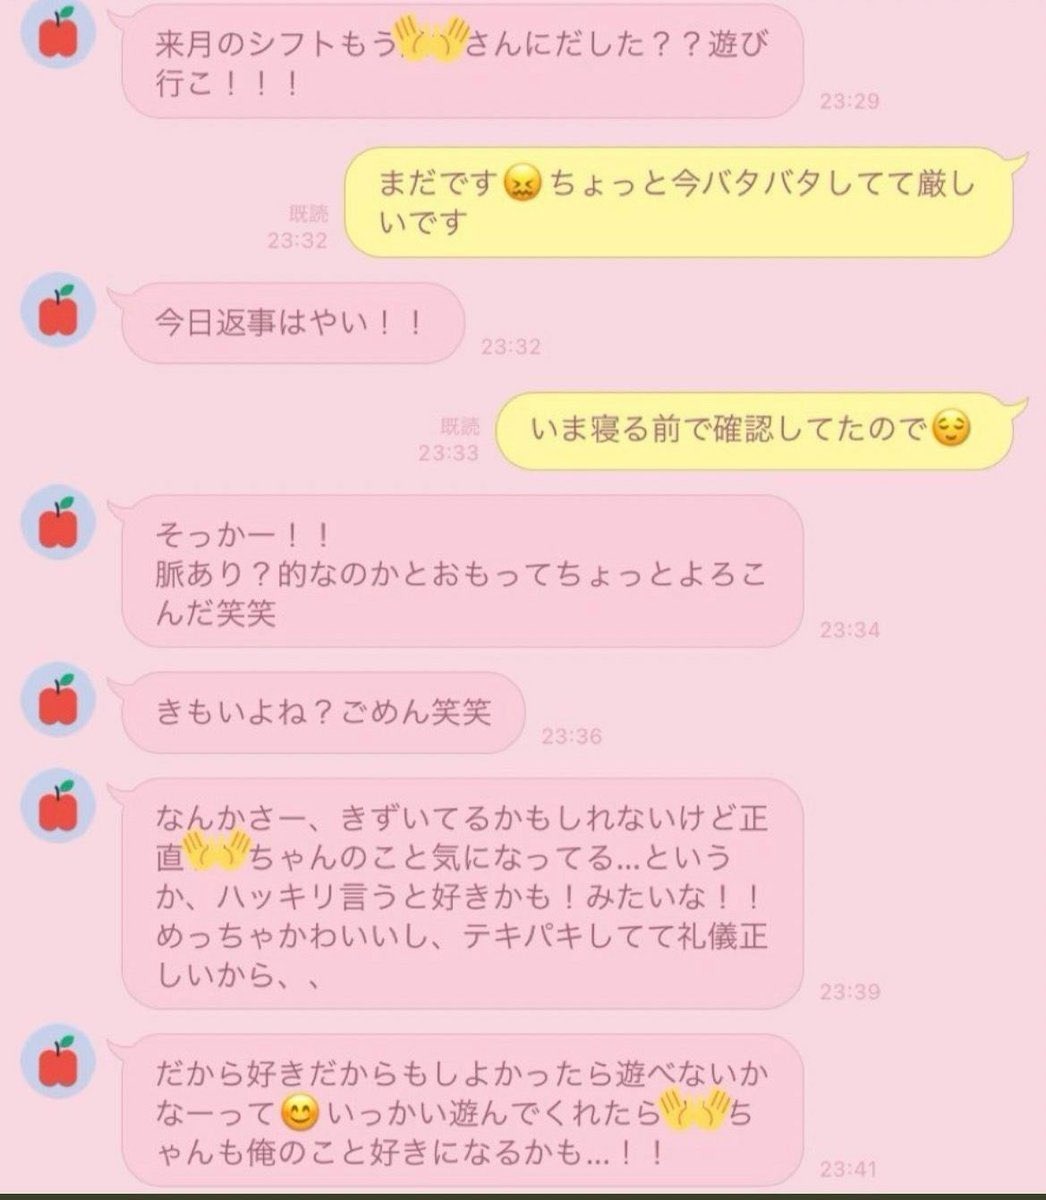 来月のシフトもう🙌さんにだした？？遊び
行こ！！！
23:29
まだです😖ちょっと今バタバタしてて厳し
いです
既読
23:32
今日返事はやい！！
23:32
いま寝る前で確認してたので😌
既読
23:33
そっかー！！
脈あり？的なのかとおもってちょっとよろこ
んだ笑笑
23:34
きもいよね？ごめん笑笑
23:36
なんかさー、きずいてるかもしれないけど正
直👐ちゃんのこと気になってる…という
か、ハッキリ言うと好きかも！みたいな！！
めっちゃかわいいし、テキパキしてて礼儀正
しいから、、
23:39
だから好きだからもしよかったら遊べないか
なーって😊いっかい遊んでくれたら👐ち
ゃんも俺のこと好きになるかも…！！
23:41